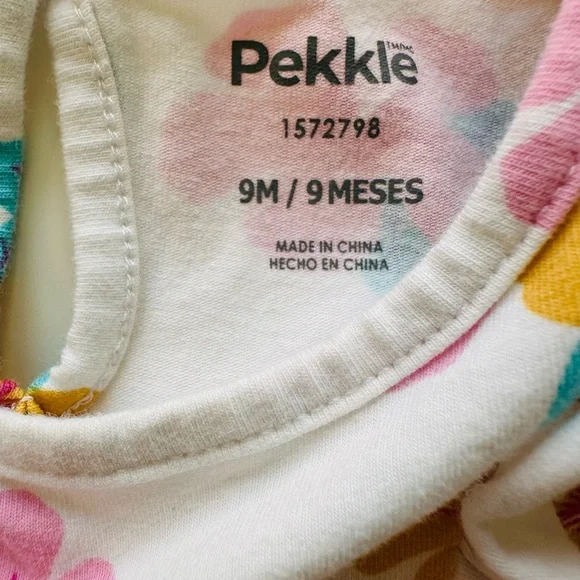 Pekkle
1572798
9M / 9 MESES
MADE IN CHINA
HECHO EN CHINA